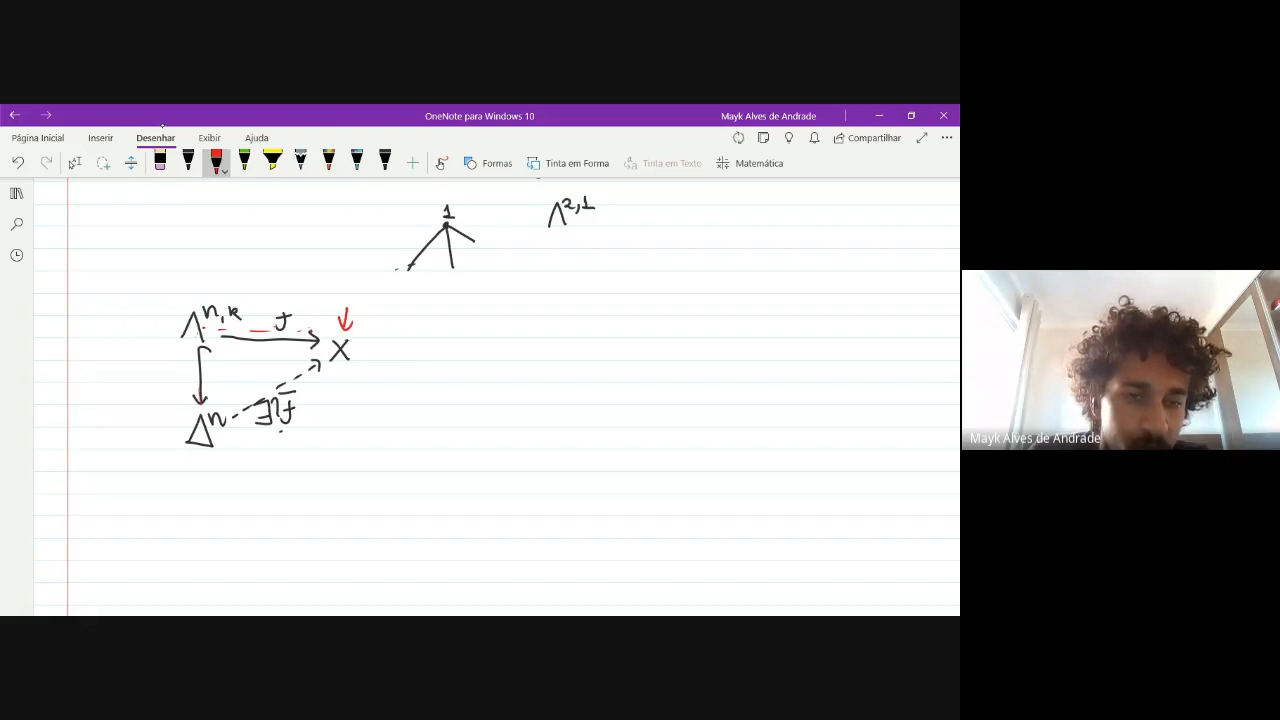 OneNote para Windows 10
Mayk Alves de Andrade
Página Inicial
Inserir
Desenhar
Exibir
Ajuda
Compartilhar
Formas
Tinta em Forma
Tinta em Texto
Matemática
1
Λ^2,1
Λ^n,k
f
X
Δ^n
Mayk Alves de Andrade